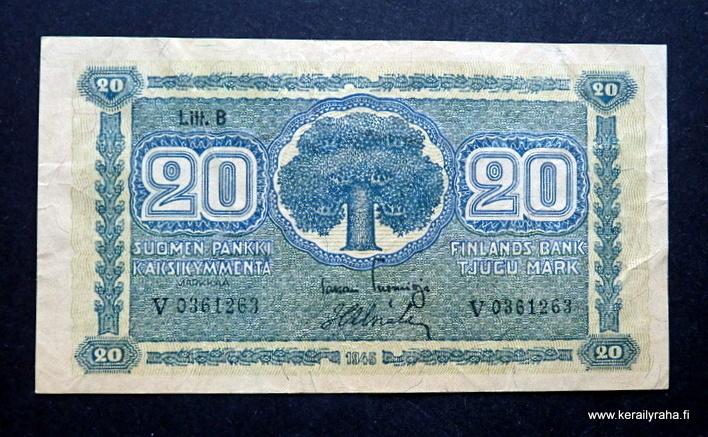 20 20
Litt. B
20 20
SUOMEN PANKKI FINLANDS BANK
KAKSIKYMMENTÄ TJUGU MARK
MARKKAA
V 0361263 V 0361263
20 1945 20
www.kerailyraha.fi